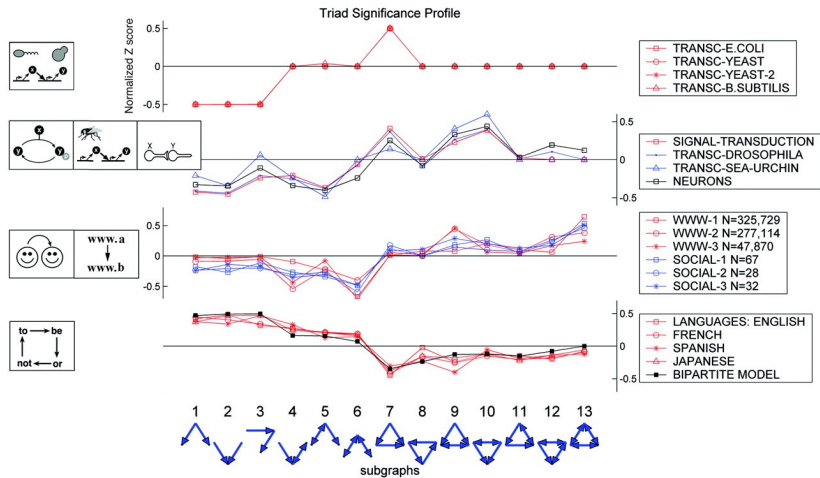 Triad Significance Profile
Normalized Z score
0.5
0
-0.5
x
y
TRANSC-E.COLI
TRANSC-YEAST
TRANSC-YEAST-2
TRANSC-B.SUBTILIS
X
Y
Y
X
Y
X Y
0.5
0
-0.5
SIGNAL-TRANSDUCTION
TRANSC-DROSOPHILA
TRANSC-SEA-URCHIN
NEURONS
www.a
www.b
0.5
0
-0.5
WWW-1 N=325,729
WWW-2 N=277,114
WWW-3 N=47,870
SOCIAL-1 N=67
SOCIAL-2 N=28
SOCIAL-3 N=32
to be
not or
0.5
0
-0.5
LANGUAGES: ENGLISH
FRENCH
SPANISH
JAPANESE
BIPARTITE MODEL
1 2 3 4 5 6 7 8 9 10 11 12 13
subgraphs